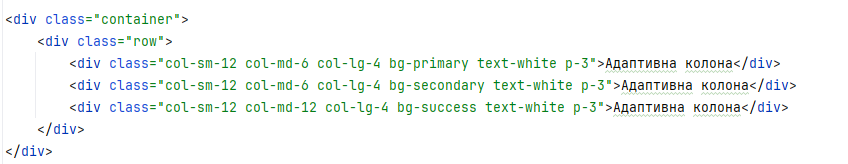 <div class="container">
<div class="row">
<div class="col-sm-12 col-md-6 col-lg-4 bg-primary text-white p-3">Адаптивна колона</div>
<div class="col-sm-12 col-md-6 col-lg-4 bg-secondary text-white p-3">Адаптивна колона</div>
<div class="col-sm-12 col-md-12 col-lg-4 bg-success text-white p-3">Адаптивна колона</div>
</div>
</div>